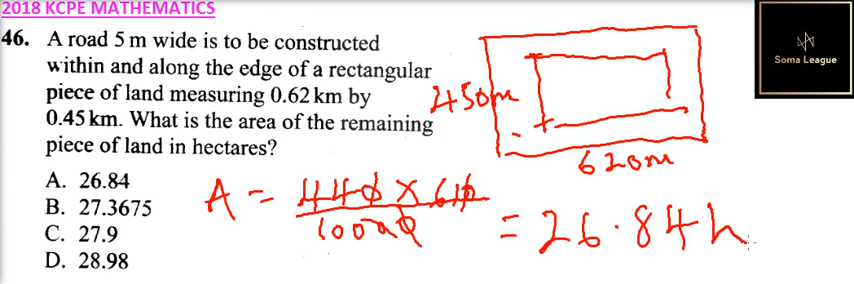 2018 KCPE MATHEMATICS
46. A road 5 m wide is to be constructed
within and along the edge of a rectangular
piece of land measuring 0.62 km by
0.45 km. What is the area of the remaining
piece of land in hectares?
A. 26.84
B. 27.3675
C. 27.9
D. 28.98
450m
620m
A = 440 × 610
10000
= 26.84h
Soma League